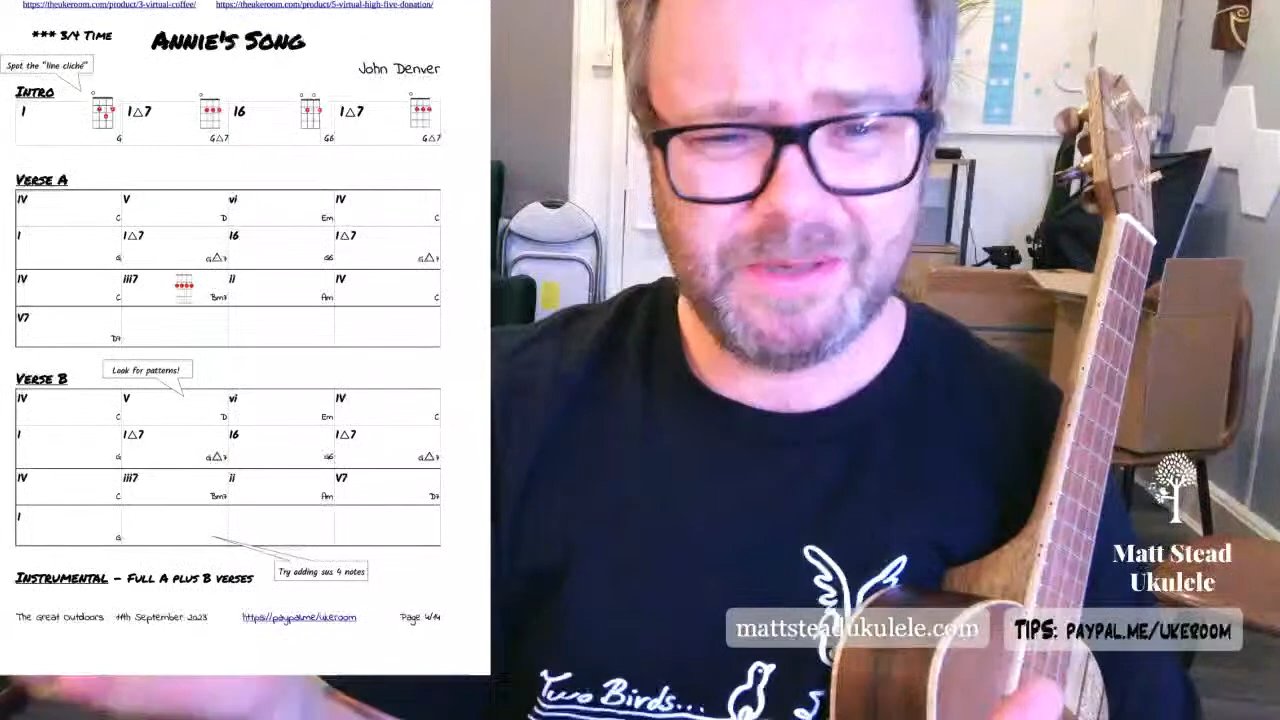 https://theukeroom.com/product/3-virtual-coffee/ https://theukeroom.com/product/5-virtual-high-five-donation/
*** 3/4 Time
Annie's Song
Spot the "line cliché"
John Denver
Intro
I I△7 I6 I△7
G G△7 G6 G△7
Verse A
IV V vi IV
C D Em C
I I△7 I6 I△7
G G△7 G6 G△7
IV iii7 ii IV
C Bm7 Am C
V7
D7
Look for patterns!
Verse B
IV V vi IV
C D Em C
I I△7 I6 I△7
G G△7 G6 G△7
IV iii7 ii V7
C Bm7 Am D7
I
G
Try adding sus 4 notes
Instrumental - Full A plus B verses
The Great Outdoors 14th September 2023 https://paypal.me/ukeroom Page 4/14
Matt Stead
Ukulele
mattsteadukulele.com
TIPS: PAYPAL.ME/UKEROOM
Two Birds...